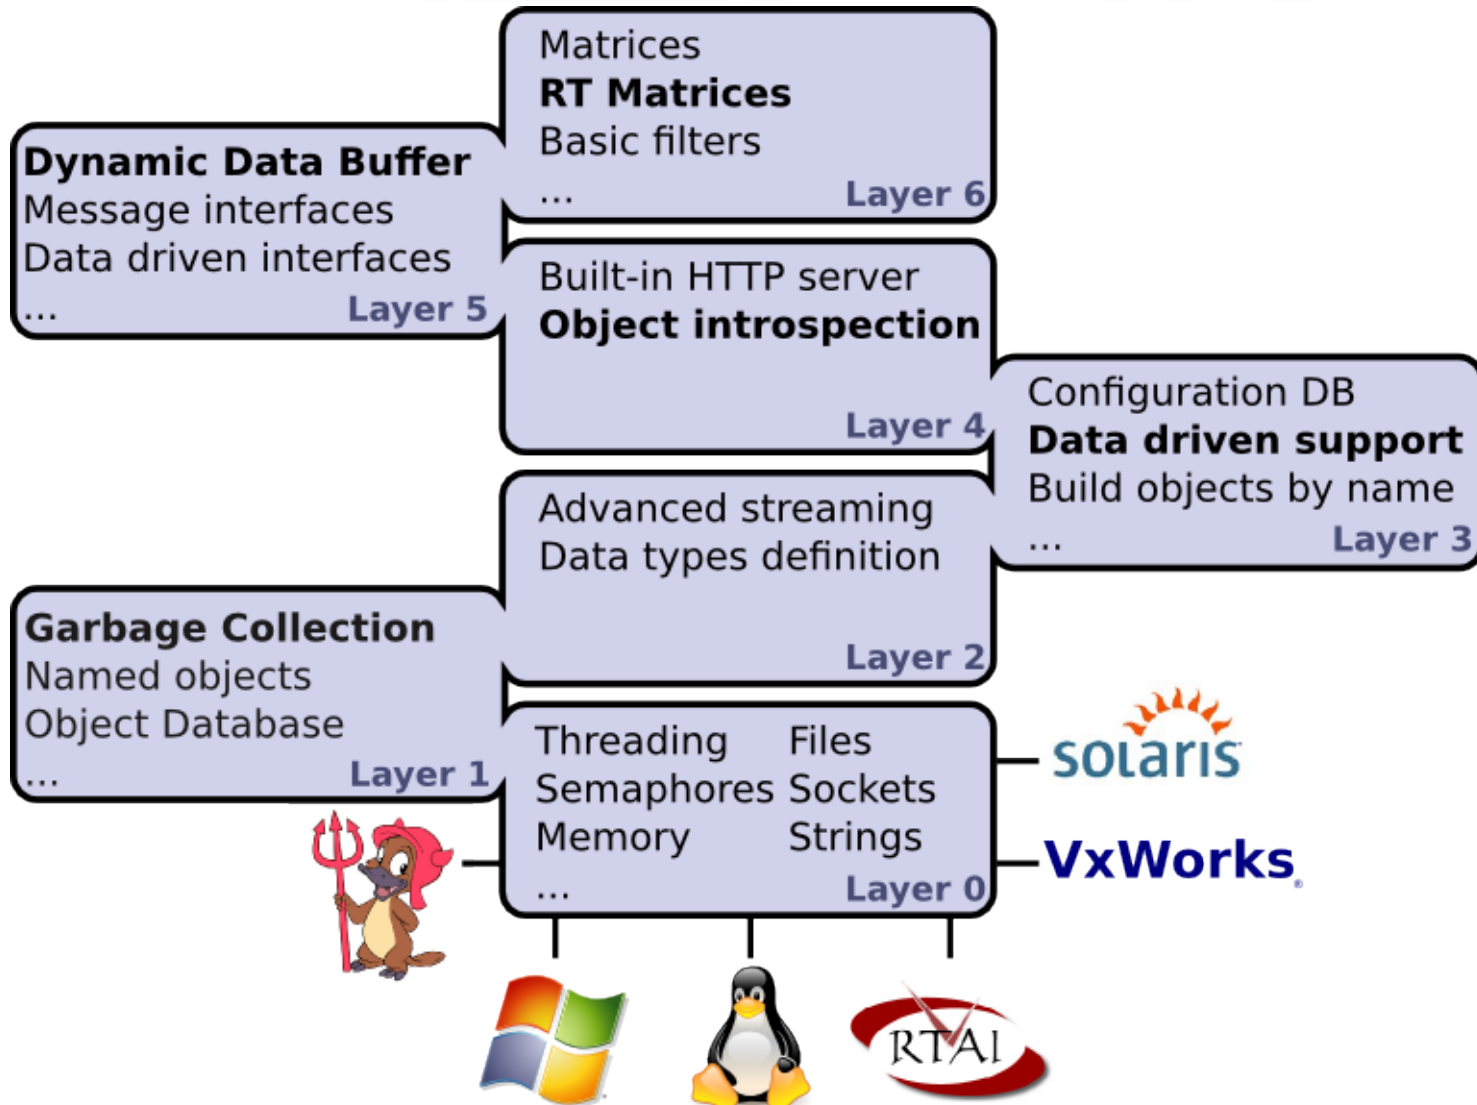 Matrices
RT Matrices
Basic filters
...
Layer 6
Dynamic Data Buffer
Message interfaces
Data driven interfaces
...
Layer 5
Built-in HTTP server
Object introspection
Layer 4
Configuration DB
Data driven support
Build objects by name
...
Layer 3
Advanced streaming
Data types definition
Layer 2
Garbage Collection
Named objects
Object Database
...
Layer 1
Threading Files
Semaphores Sockets
Memory Strings
...
Layer 0
solaris
VxWorks®
RTAI